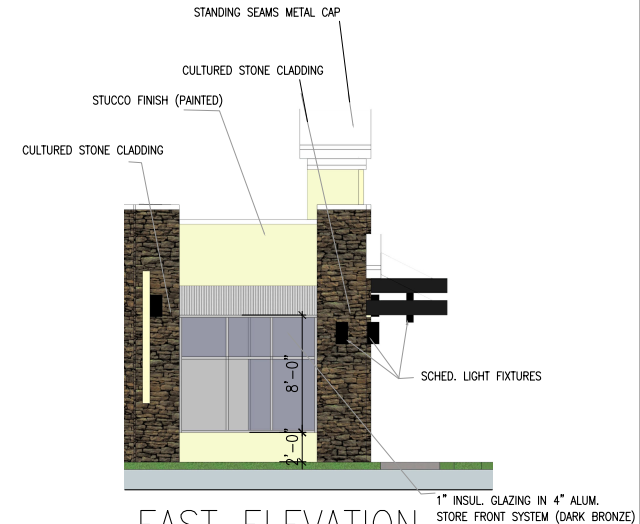 STANDING SEAMS METAL CAP
CULTURED STONE CLADDING
STUCCO FINISH (PAINTED)
CULTURED STONE CLADDING
8'-0"
SCHED. LIGHT FIXTURES
2'-0"
1" INSUL. GLAZING IN 4" ALUM.
STORE FRONT SYSTEM (DARK BRONZE)
EAST ELEVATION